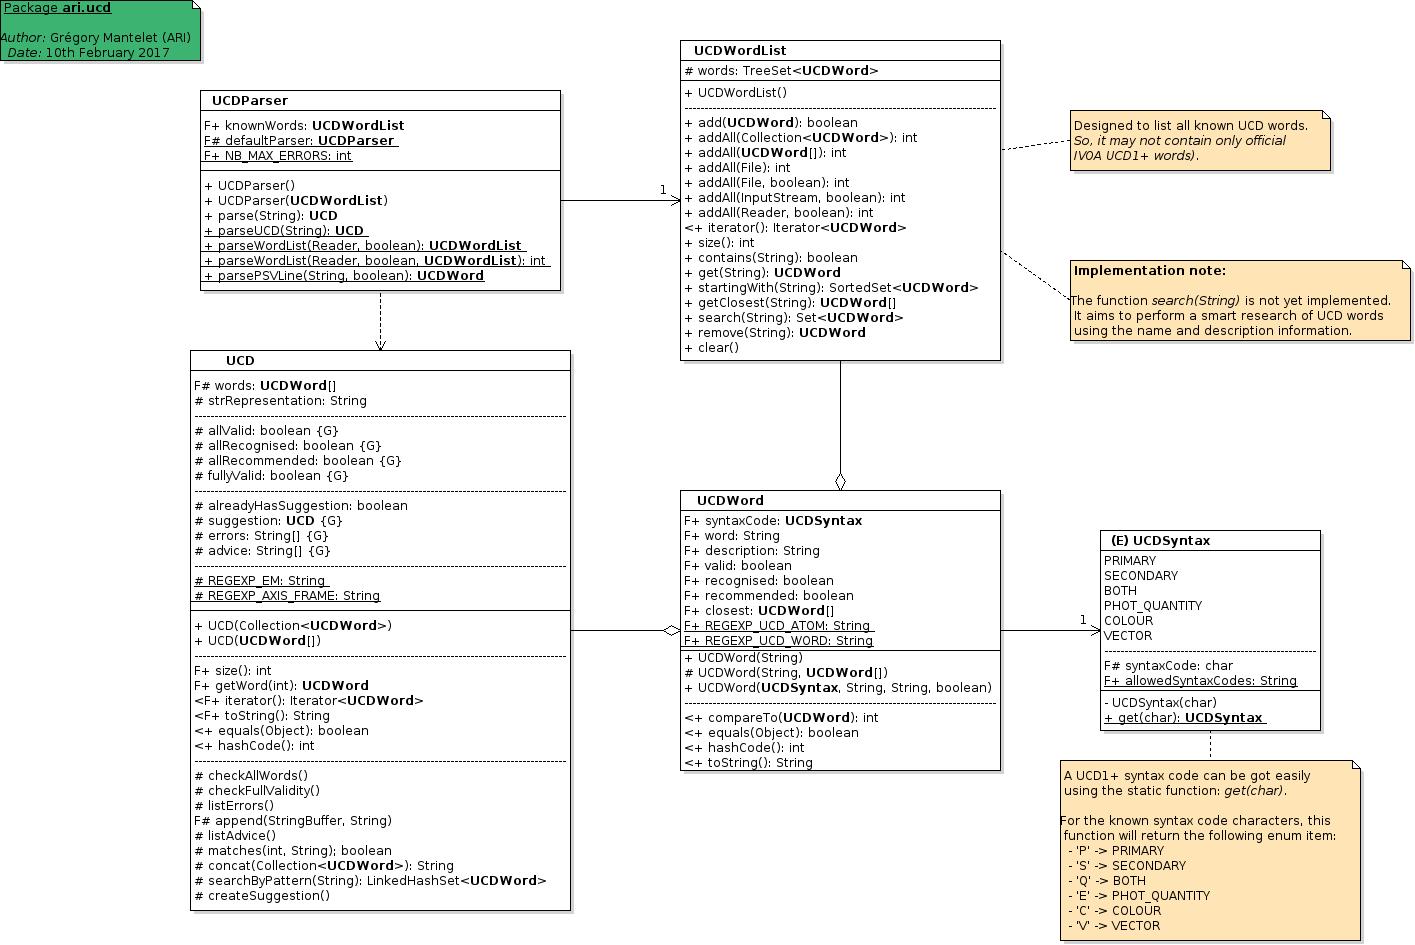 Package ari.ucd
Author: Grégory Mantelet (ARI)
Date: 10th February 2017
UCDParser
F+ knownWords: UCDWordList
F# defaultParser: UCDParser
F+ NB_MAX_ERRORS: int
+ UCDParser()
+ UCDParser(UCDWordList)
+ parse(String): UCD
+ parseUCD(String): UCD
+ parseWordList(Reader, boolean): UCDWordList
+ parseWordList(Reader, boolean, UCDWordList): int
+ parsePSVLine(String, boolean): UCDWord
1
UCDWordList
# words: TreeSet<UCDWord>
+ UCDWordList()
+ add(UCDWord): boolean
+ addAll(Collection<UCDWord>): int
+ addAll(UCDWord[]): int
+ addAll(File): int
+ addAll(File, boolean): int
+ addAll(InputStream, boolean): int
+ addAll(Reader, boolean): int
<+ iterator(): Iterator<UCDWord>
+ size(): int
+ contains(String): boolean
+ get(String): UCDWord
+ startingWith(String): SortedSet<UCDWord>
+ getClosest(String): UCDWord[]
+ search(String): Set<UCDWord>
+ remove(String): UCDWord
+ clear()
Designed to list all known UCD words.
So, it may not contain only official
IVOA UCD1+ words).
Implementation note:
The function search(String) is not yet implemented.
It aims to perform a smart research of UCD words
using the name and description information.
UCD
F# words: UCDWord[]
# strRepresentation: String
# allValid: boolean {G}
# allRecognised: boolean {G}
# allRecommended: boolean {G}
# fullyValid: boolean {G}
# alreadyHasSuggestion: boolean
# suggestion: UCD {G}
# errors: String[] {G}
# advice: String[] {G}
# REGEXP_EM: String
# REGEXP_AXIS_FRAME: String
+ UCD(Collection<UCDWord>)
+ UCD(UCDWord[])
F+ size(): int
F+ getWord(int): UCDWord
<F+ iterator(): Iterator<UCDWord>
<F+ toString(): String
<+ equals(Object): boolean
<+ hashCode(): int
# checkAllWords()
# checkFullValidity()
# listErrors()
F# append(StringBuffer, String)
# listAdvice()
# matches(int, String); boolean
# concat(Collection<UCDWord>): String
# searchByPattern(String): LinkedHashSet<UCDWord>
# createSuggestion()
UCDWord
F+ syntaxCode: UCDSyntax
F+ word: String
F+ description: String
F+ valid: boolean
F+ recognised: boolean
F+ recommended: boolean
F+ closest: UCDWord[]
F+ REGEXP_UCD_ATOM: String
F+ REGEXP_UCD_WORD: String
+ UCDWord(String)
# UCDWord(String, UCDWord[])
+ UCDWord(UCDSyntax, String, String, boolean)
<+ compareTo(UCDWord): int
<+ equals(Object): boolean
<+ hashCode(): int
<+ toString(): String
1
(E) UCDSyntax
PRIMARY
SECONDARY
BOTH
PHOT_QUANTITY
COLOUR
VECTOR
F# syntaxCode: char
F+ allowedSyntaxCodes: String
- UCDSyntax(char)
+ get(char): UCDSyntax
A UCD1+ syntax code can be got easily
using the static function: get(char).
For the known syntax code characters, this
function will return the following enum item:
- 'P' -> PRIMARY
- 'S' -> SECONDARY
- 'Q' -> BOTH
- 'E' -> PHOT_QUANTITY
- 'C' -> COLOUR
- 'V' -> VECTOR